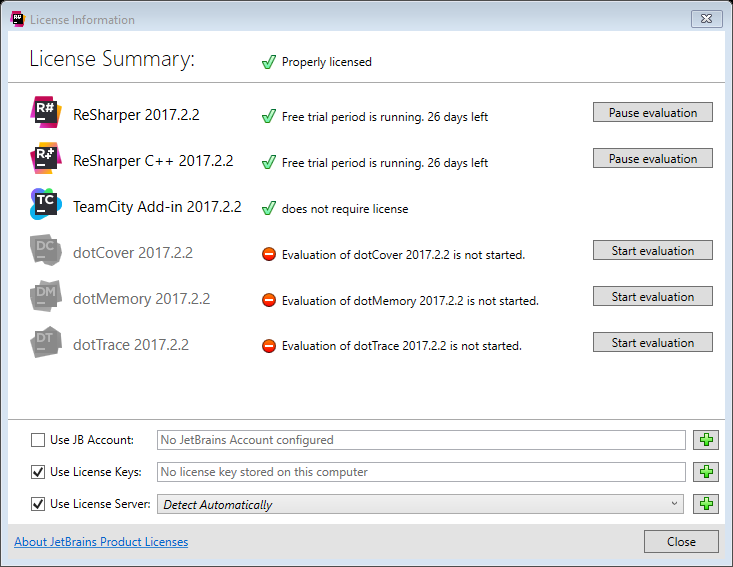 License Information
License Summary:
Properly licensed
R#
ReSharper 2017.2.2
Free trial period is running. 26 days left
Pause evaluation
R#
ReSharper C++ 2017.2.2
Free trial period is running. 26 days left
Pause evaluation
TC
TeamCity Add-in 2017.2.2
does not require license
DC
dotCover 2017.2.2
Evaluation of dotCover 2017.2.2 is not started.
Start evaluation
DM
dotMemory 2017.2.2
Evaluation of dotMemory 2017.2.2 is not started.
Start evaluation
DT
dotTrace 2017.2.2
Evaluation of dotTrace 2017.2.2 is not started.
Start evaluation
Use JB Account:
No JetBrains Account configured
Use License Keys:
No license key stored on this computer
Use License Server:
Detect Automatically
About JetBrains Product Licenses
Close